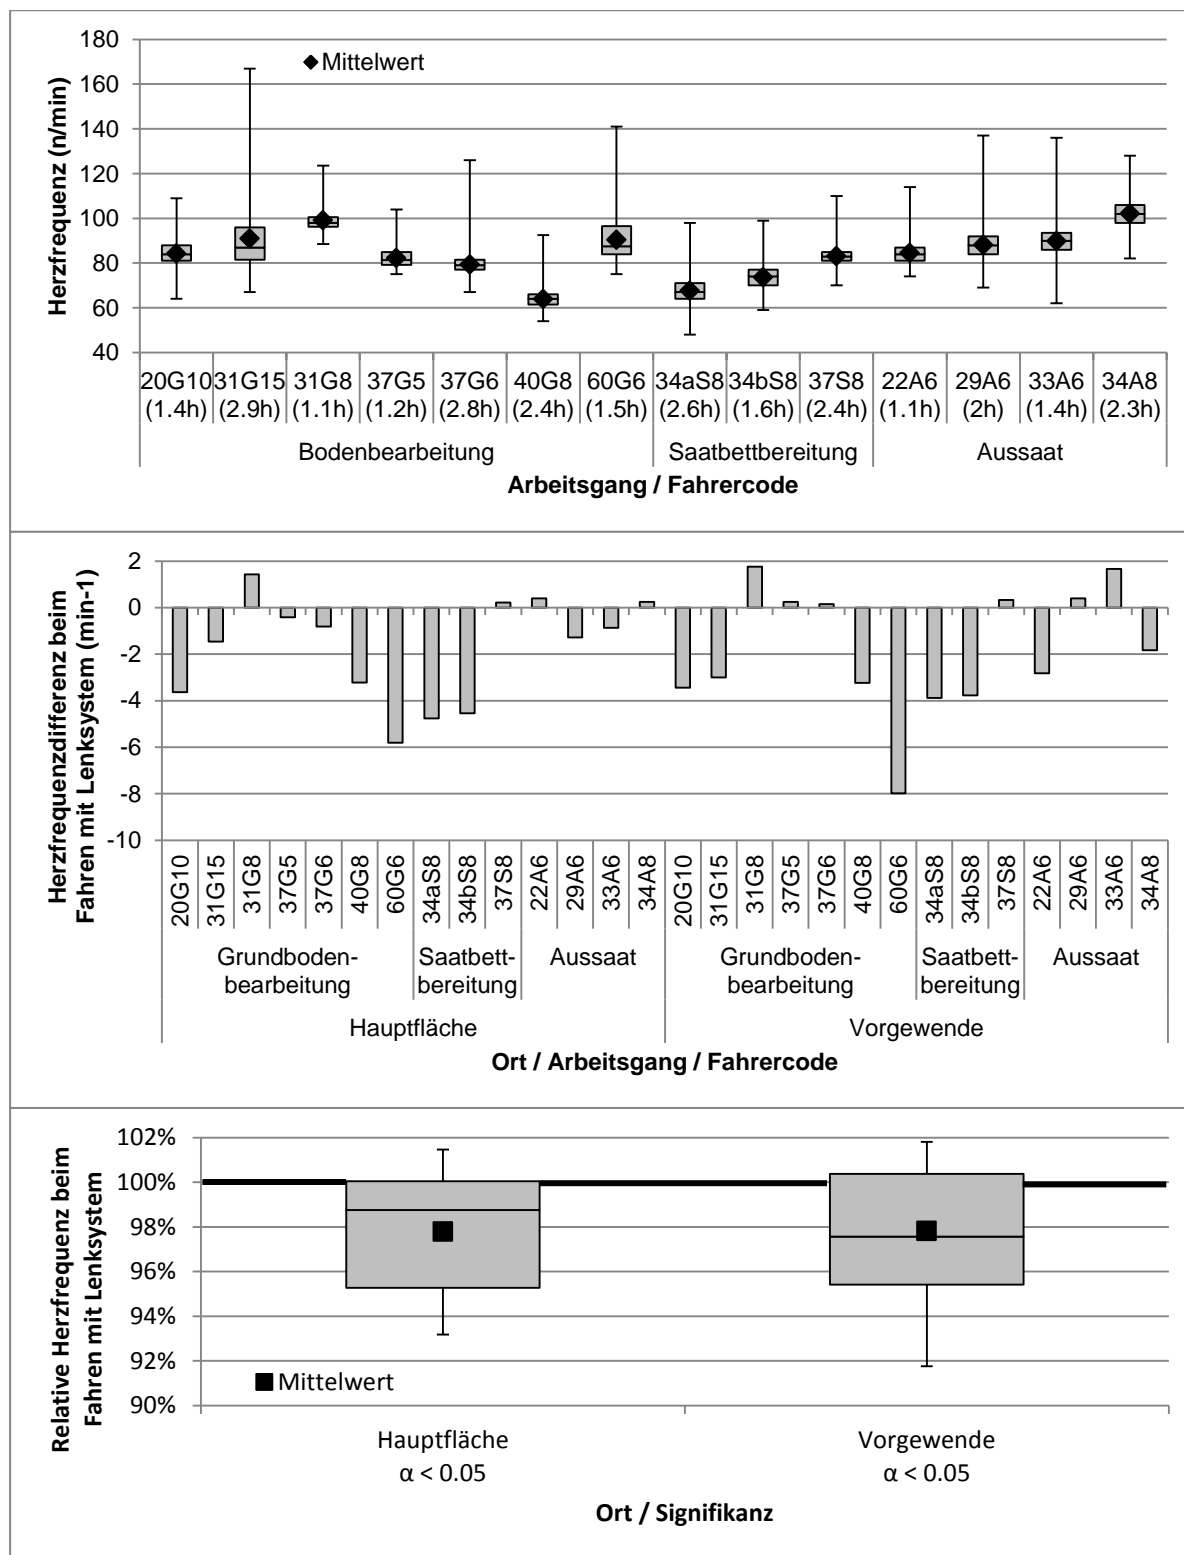 180
160
140
120
100
80
60
40
Herzfrequenz (n/min)
Mittelwert
20G10 31G15 31G8 37G5 37G6 40G8 60G6 34aS8 34bS8 37S8 22A6 29A6 33A6 34A8
(1.4h) (2.9h) (1.1h) (1.2h) (2.8h) (2.4h) (1.5h) (2.6h) (1.6h) (2.4h) (1.1h) (2h) (1.4h) (2.3h)
Bodenbearbeitung Saatbettbereitung Aussaat
Arbeitsgang / Fahrercode
Herzfrequenzdifferenz beim
Fahren mit Lenksystem (min-1)
2
0
-2
-4
-6
-8
-10
20G10 31G15 31G8 37G5 37G6 40G8 60G6 34aS8 34bS8 37S8 22A6 29A6 33A6 34A8 20G10 31G15 31G8 37G5 37G6 40G8 60G6 34aS8 34bS8 37S8 22A6 29A6 33A6 34A8
Grundboden- Saatbett- Aussaat Grundboden- Saatbett- Aussaat
bearbeitung bereitung bearbeitung bereitung
Hauptfläche Vorgewende
Ort / Arbeitsgang / Fahrercode
Relative Herzfrequenz beim
Fahren mit Lenksystem
102%
100%
98%
96%
94%
92%
90%
Mittelwert
Hauptfläche Vorgewende
α < 0.05 α < 0.05
Ort / Signifikanz